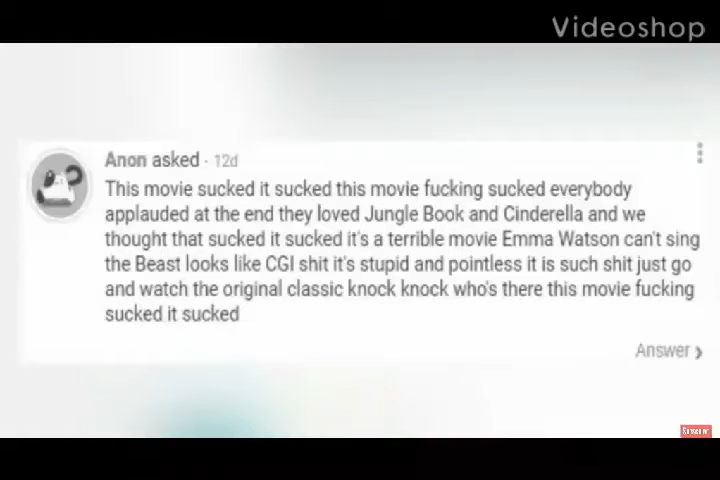 Videoshop
Anon asked · 12d
This movie sucked it sucked this movie fucking sucked everybody
applauded at the end they loved Jungle Book and Cinderella and we
thought that sucked it sucked it's a terrible movie Emma Watson can't sing
the Beast looks like CGI shit it's stupid and pointless it is such shit just go
and watch the original classic knock knock who's there this movie fucking
sucked it sucked
Answer ❯